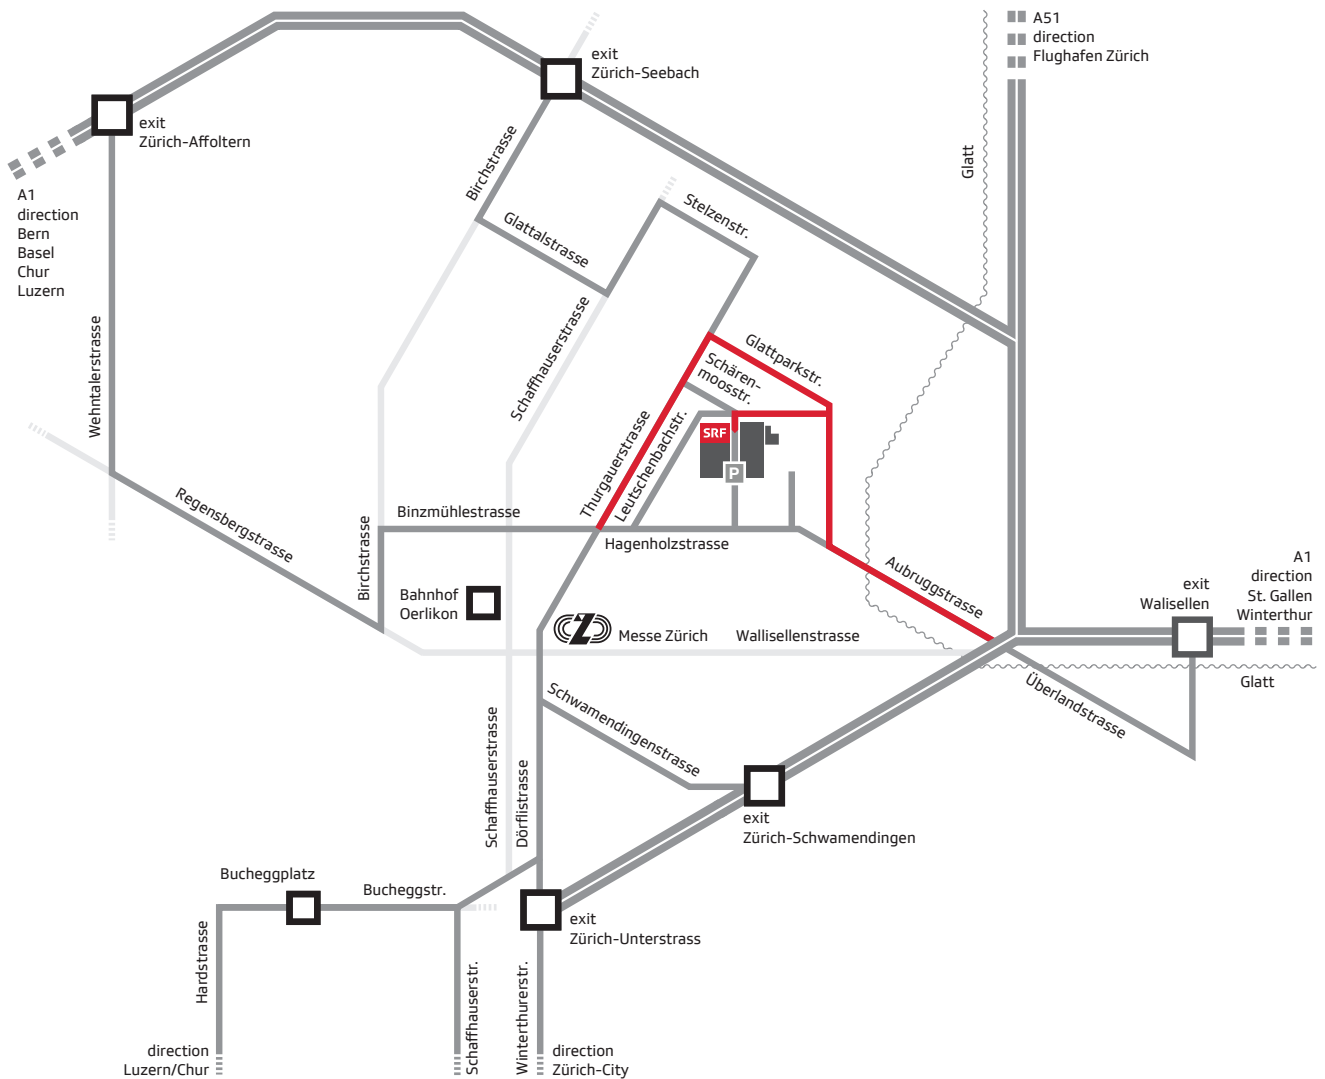 A51
direction
Flughafen Zürich
exit
Zürich-Seebach
exit
Zürich-Affoltern
A1
direction
Bern
Basel
Chur
Luzern
Birchstrasse
Glattalstrasse
Stelzenstr.
Glatt
Wehntalerstrasse
Schaffhauserstrasse
Glattparkstr.
Schären-
moosstr.
Thurgauerstrasse
Leutschenbachstr.
SRF
P
Regensbergstrasse
Birchstrasse
Binzmühlestrasse
Hagenholzstrasse
Aubruggstrasse
Bahnhof
Oerlikon
Z
Messe Zürich
Wallisellenstrasse
exit
Walisellen
A1
direction
St. Gallen
Winterthur
Glatt
Überlandstrasse
Schwamendingenstrasse
Schaffhauserstrasse
Dörflistrasse
exit
Zürich-Schwamendingen
Bucheggplatz
Bucheggstr.
exit
Zürich-Unterstrass
Hardstrasse
Schaffhauserstr.
Winterthurerstr.
direction
Luzern/Chur
direction
Zürich-City